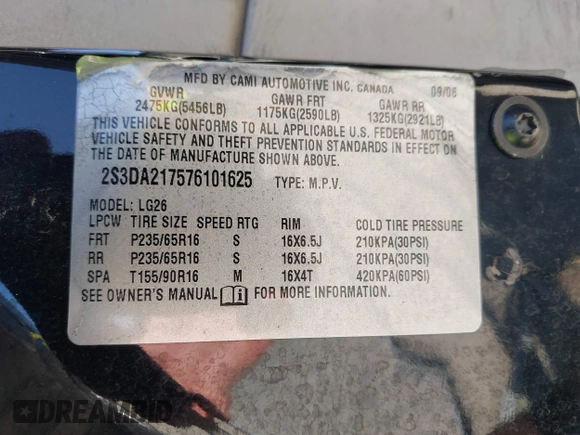 MFD BY CAMI AUTOMOTIVE INC. CANADA 09/06
GVWR GAWR FRT GAWR RR
2475KG(5456LB) 1175KG(2590LB) 1325KG(2921LB)
THIS VEHICLE CONFORMS TO ALL APPLICABLE U.S. FEDERAL MOTOR
VEHICLE SAFETY AND THEFT PREVENTION STANDARDS IN EFFECT ON
THE DATE OF MANUFACTURE SHOWN ABOVE.
2S3DA217576101625 TYPE: M.P.V.
MODEL: LG26
LPCW TIRE SIZE SPEED RTG RIM COLD TIRE PRESSURE
FRT P235/65R16 S 16X6.5J 210KPA(30PSI)
RR P235/65R16 S 16X6.5J 210KPA(30PSI)
SPA T155/90R16 M 16X4T 420KPA(60PSI)
SEE OWNER'S MANUAL FOR MORE INFORMATION.
DREAMBID